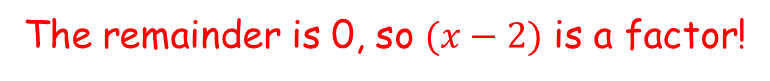 The remainder is 0, so (x − 2) is a factor!